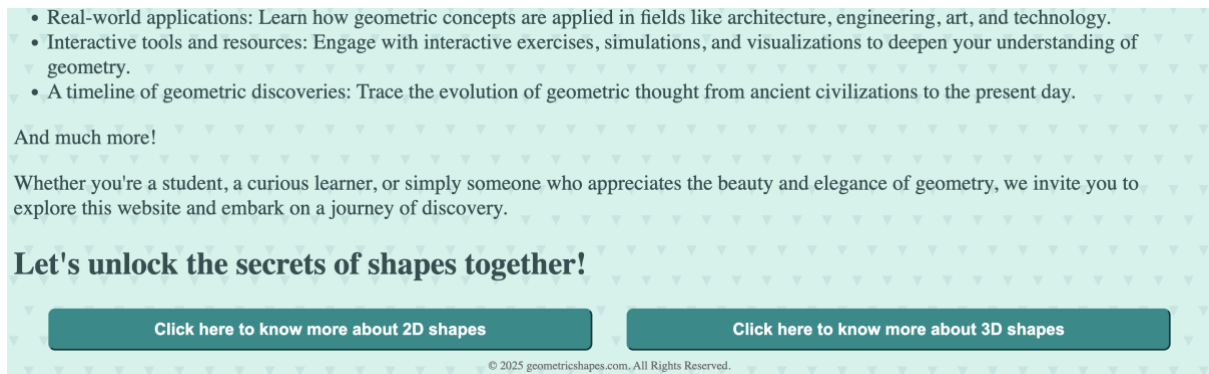 • Real-world applications: Learn how geometric concepts are applied in fields like architecture, engineering, art, and technology.
• Interactive tools and resources: Engage with interactive exercises, simulations, and visualizations to deepen your understanding of
geometry.
• A timeline of geometric discoveries: Trace the evolution of geometric thought from ancient civilizations to the present day.
And much more!
Whether you're a student, a curious learner, or simply someone who appreciates the beauty and elegance of geometry, we invite you to
explore this website and embark on a journey of discovery.
Let's unlock the secrets of shapes together!
Click here to know more about 2D shapes
Click here to know more about 3D shapes
© 2025 geometricshapes.com. All Rights Reserved.